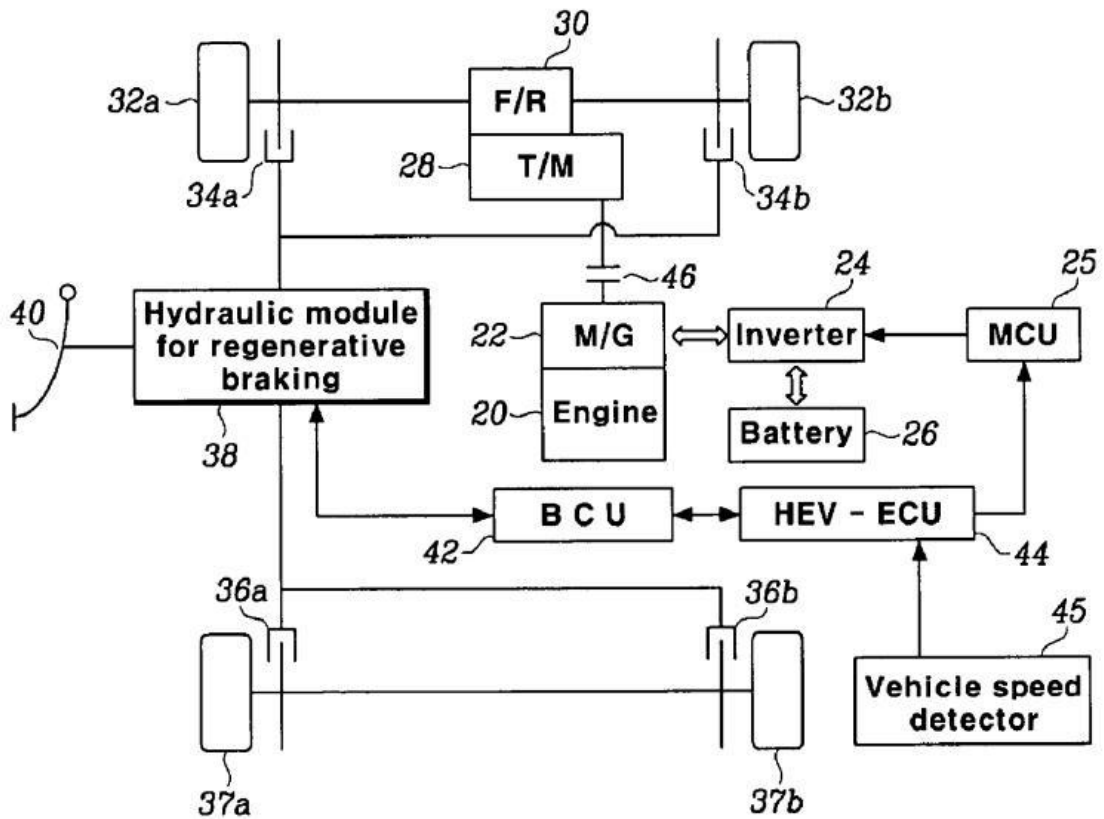 30
32a
F/R
32b
28
T/M
34a
34b
46
24
25
40
Hydraulic module
for regenerative
braking
22
M/G
Inverter
MCU
20
Engine
Battery
26
38
B C U
HEV - ECU
42
44
36a
36b
45
Vehicle speed
detector
37a
37b